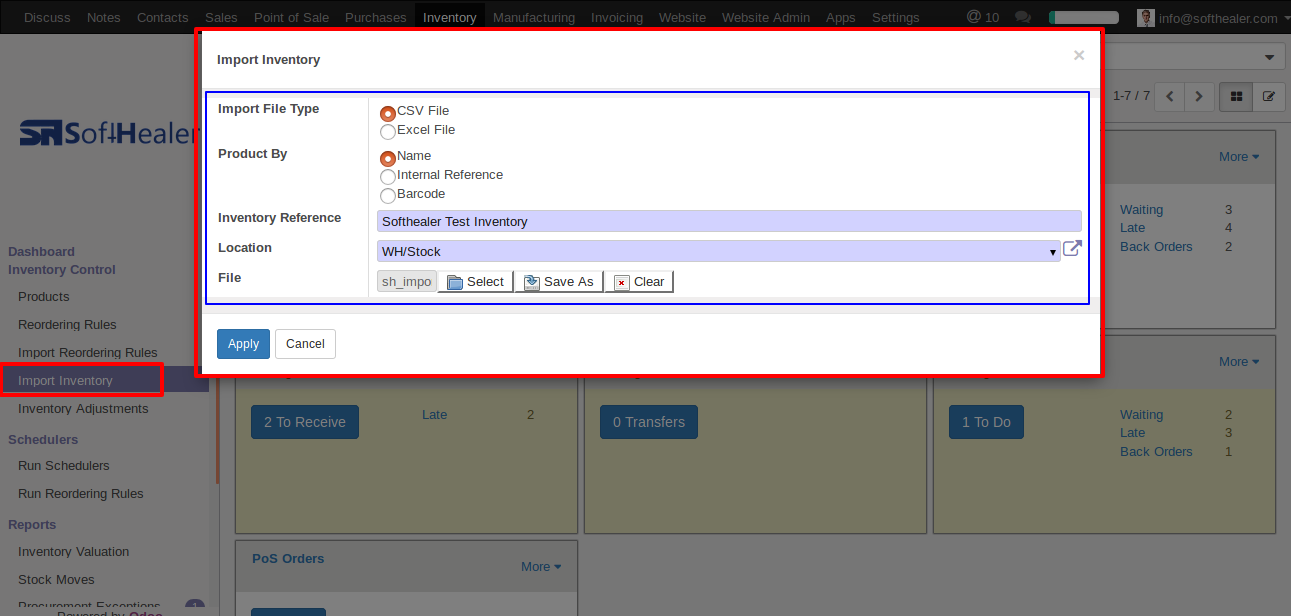 Discuss Notes Contacts Sales Point of Sale Purchases Inventory Manufacturing Invoicing Website Website Admin Apps Settings @ 10 info@softhealer.com
Import Inventory ×
1-7 / 7
Import File Type
CSV File
Excel File
Product By
Name
Internal Reference
Barcode
Inventory Reference Softhealer Test Inventory
Location WH/Stock
File sh_impo Select Save As Clear
Apply Cancel
SoftHealer
Dashboard
Inventory Control
Products
Reordering Rules
Import Reordering Rules
Import Inventory
Inventory Adjustments
Schedulers
Run Schedulers
Run Reordering Rules
Reports
Inventory Valuation
Stock Moves
Procurement Exceptions 1
Powered by Odoo
More
Waiting 3
Late 4
Back Orders 2
More
2 To Receive Late 2
0 Transfers
1 To Do
Waiting 2
Late 3
Back Orders 1
PoS Orders
More